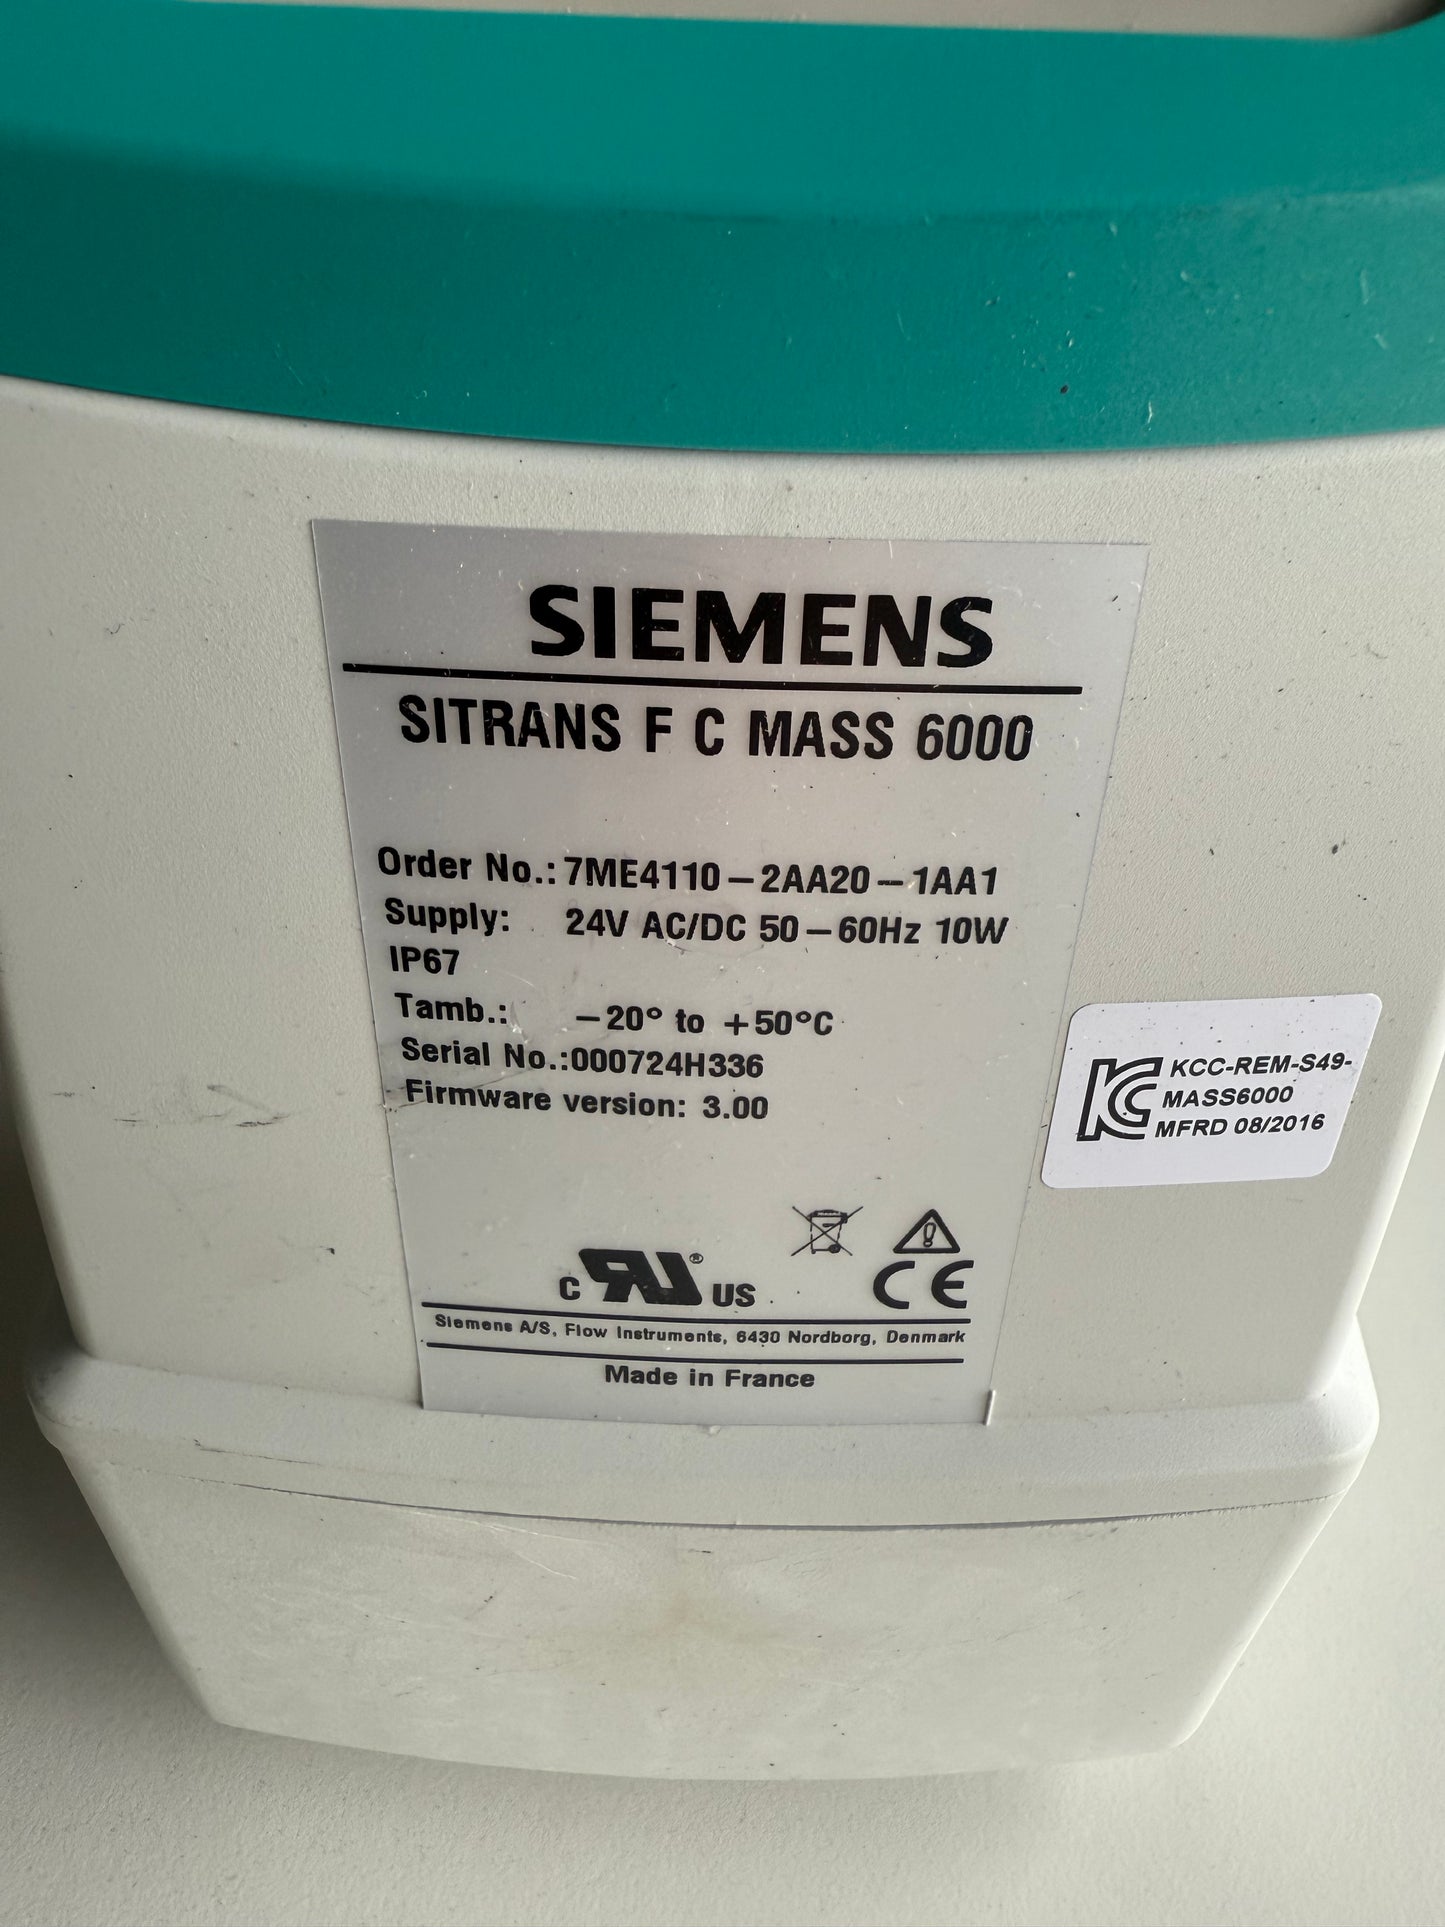 SIEMENS
SITRANS F C MASS 6000
Order No.: 7ME4110-2AA20-1AA1
Supply: 24V AC/DC 50-60Hz 10W
IP67
Tamb.: -20° to +50°C
Serial No.:000724H336
Firmware version: 3.00
KCC-REM-S49-
MASS6000
MFRD 08/2016
C RU® US CE
Siemens A/S, Flow Instruments, 6430 Nordborg, Denmark
Made in France